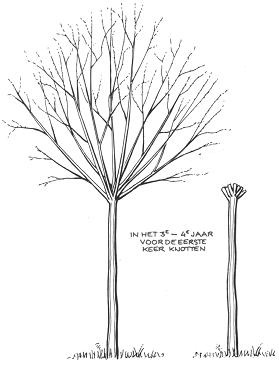 IN HET 3E – 4E JAAR
VOOR DE EERSTE
KEER KNOTTEN